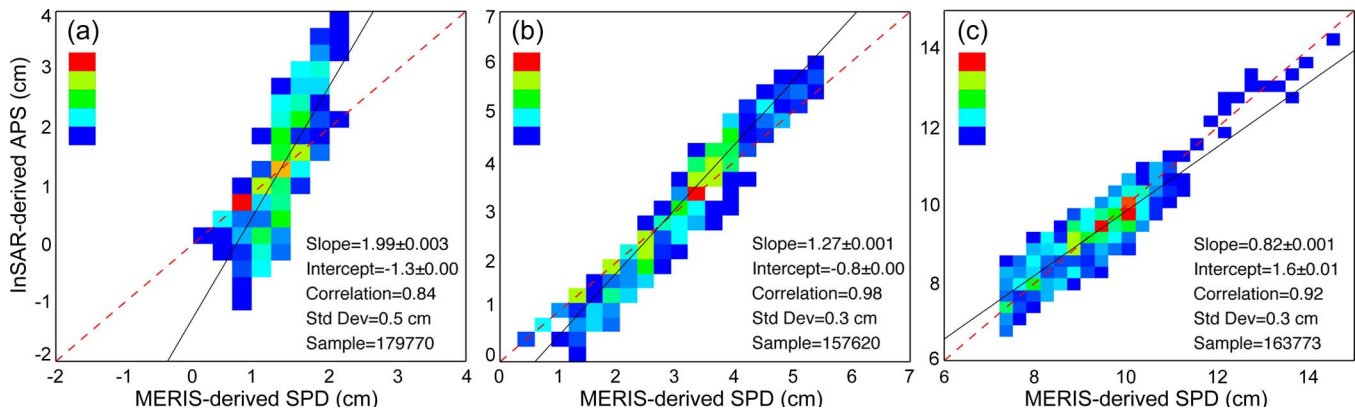 InSAR-derived APS (cm)
(a)
4
3
2
1
0
-1
-2
Slope=1.99±0.003
Intercept=-1.3±0.00
Correlation=0.84
Std Dev=0.5 cm
Sample=179770
-2 -1 0 1 2 3 4
MERIS-derived SPD (cm)
(b)
7
6
5
4
3
2
1
0
Slope=1.27±0.001
Intercept=-0.8±0.00
Correlation=0.98
Std Dev=0.3 cm
Sample=157620
0 1 2 3 4 5 6 7
MERIS-derived SPD (cm)
(c)
14
12
10
8
6
Slope=0.82±0.001
Intercept=1.6±0.01
Correlation=0.92
Std Dev=0.3 cm
Sample=163773
6 8 10 12 14
MERIS-derived SPD (cm)